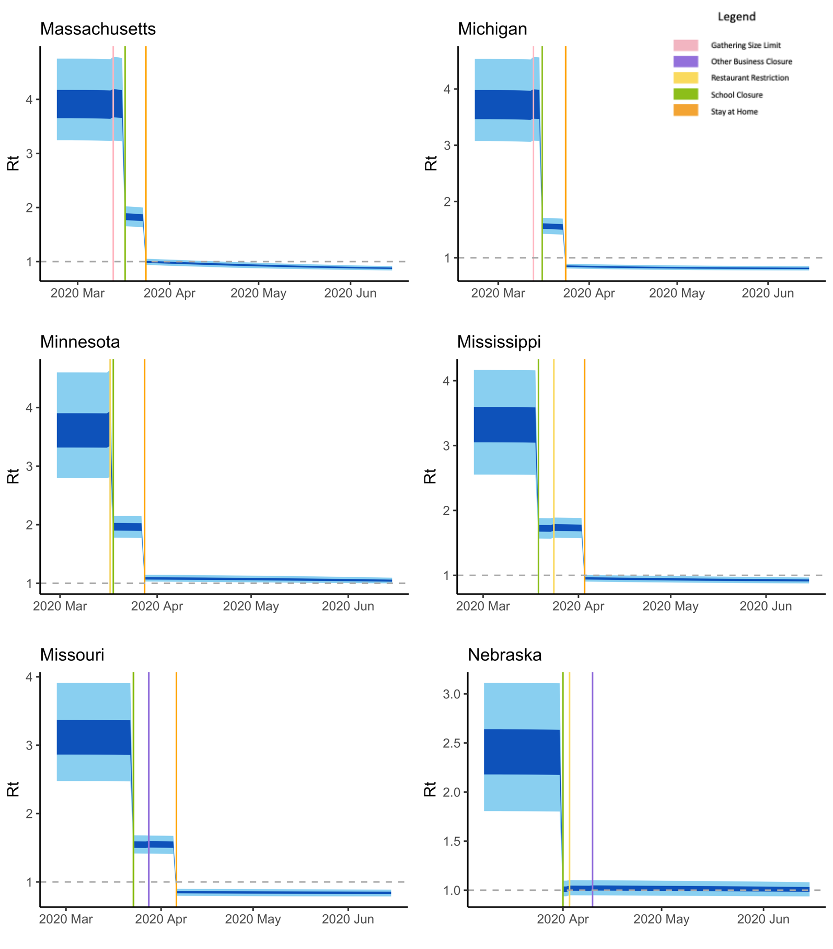 Massachusetts
Rt
4
3
2
1
2020 Mar 2020 Apr 2020 May 2020 Jun
Michigan
Rt
4
3
2
1
2020 Mar 2020 Apr 2020 May 2020 Jun
Legend
Gathering Size Limit
Other Business Closure
Restaurant Restriction
School Closure
Stay at Home
Minnesota
Rt
4
3
2
1
2020 Mar 2020 Apr 2020 May 2020 Jun
Mississippi
Rt
4
3
2
1
2020 Mar 2020 Apr 2020 May 2020 Jun
Missouri
Rt
4
3
2
1
2020 Mar 2020 Apr 2020 May 2020 Jun
Nebraska
Rt
3.0
2.5
2.0
1.5
1.0
2020 Apr 2020 May 2020 Jun